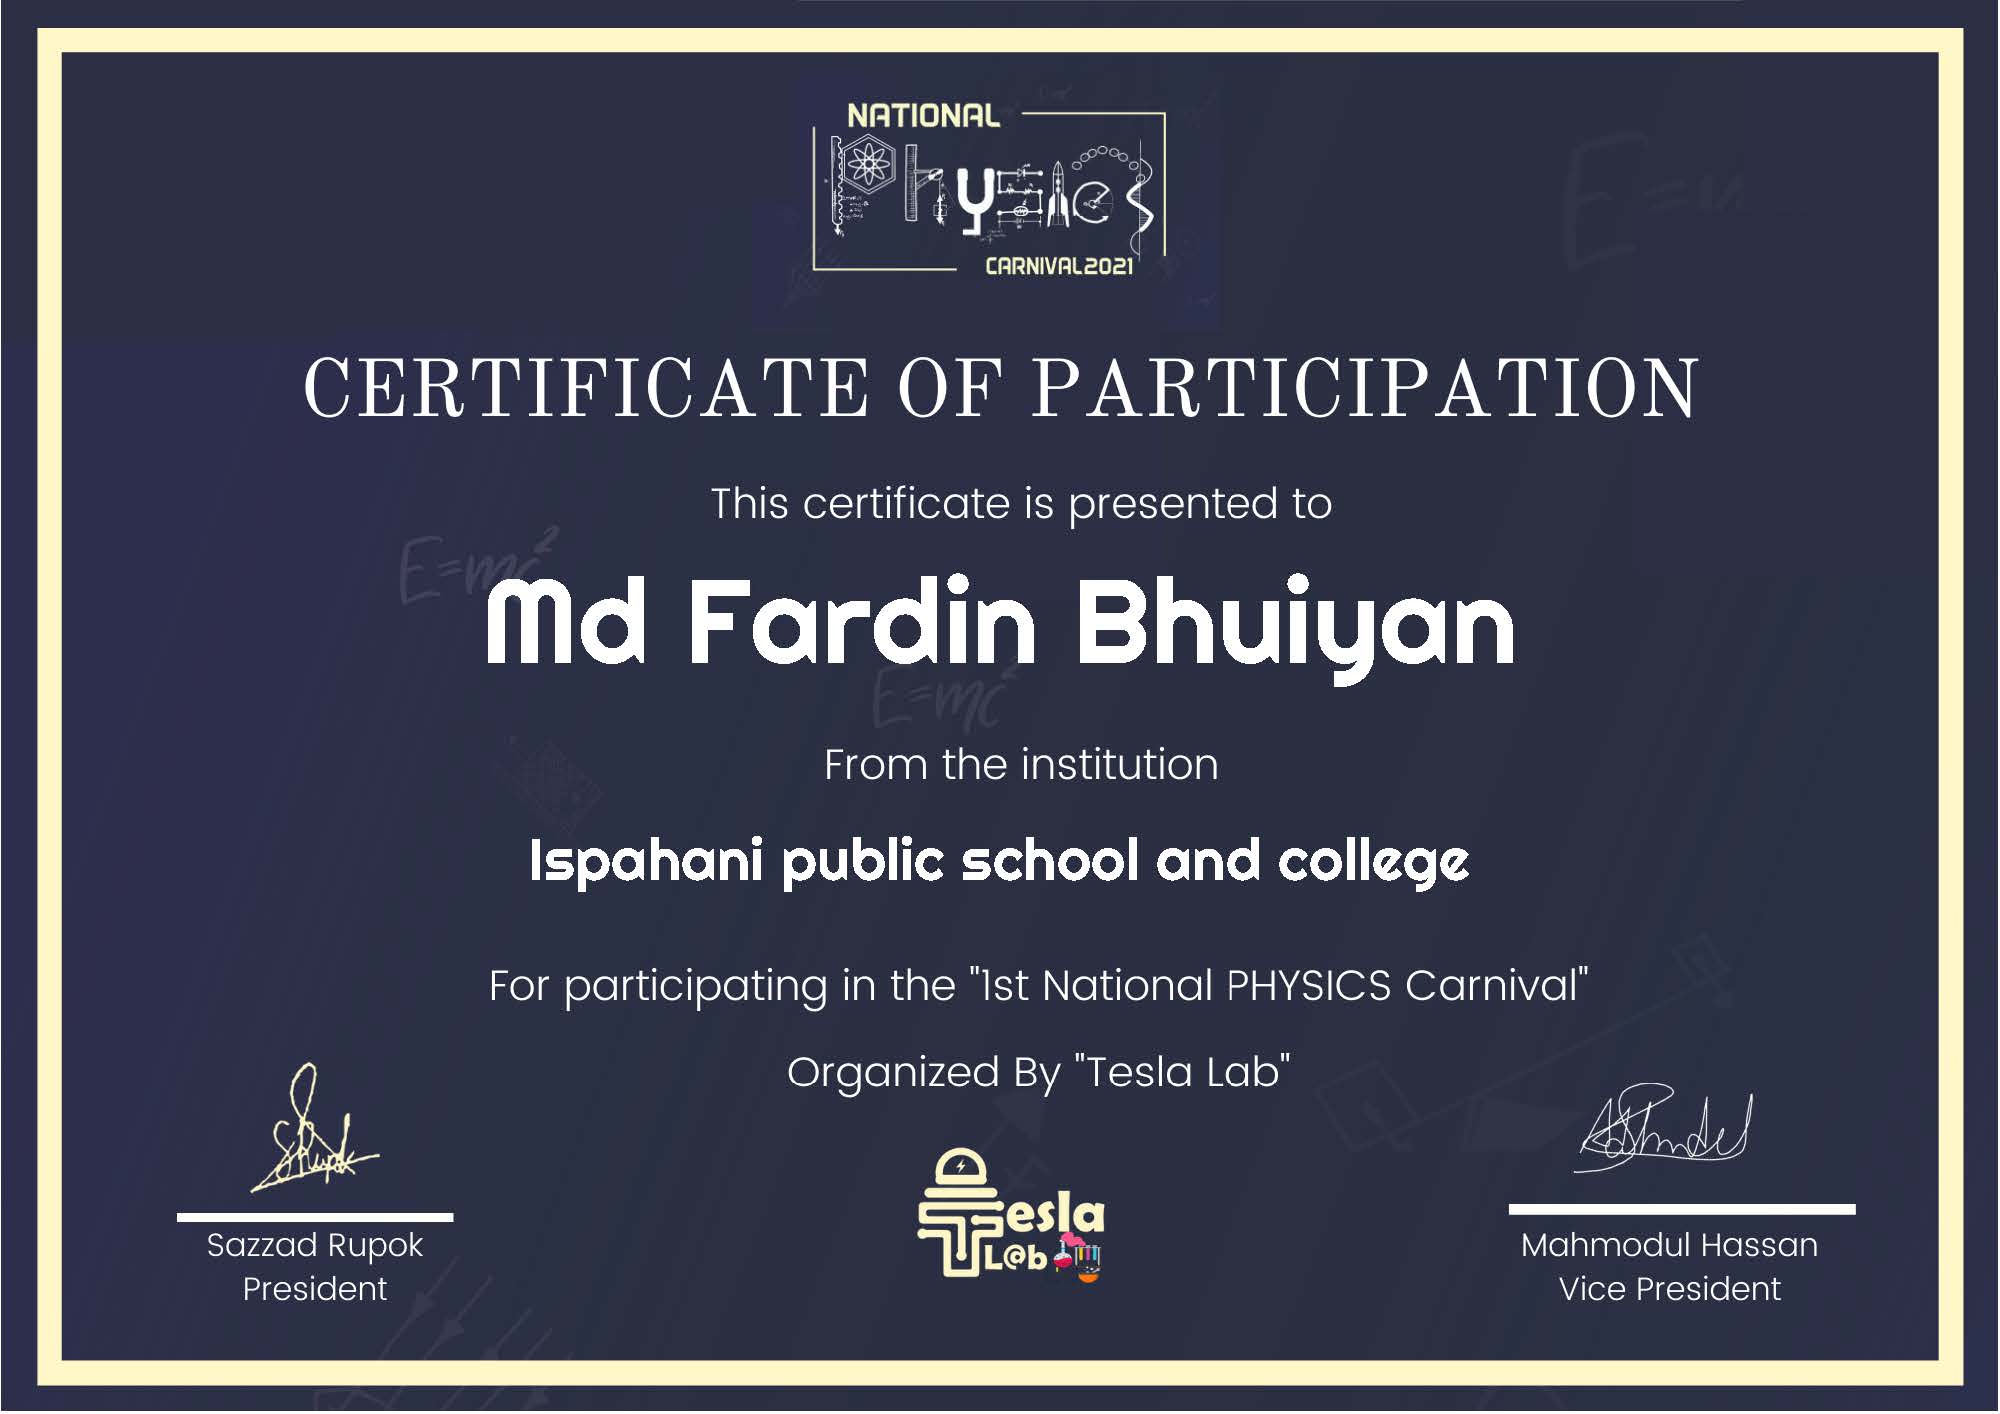 NATIONAL
Physics
CARNIVAL2021
CERTIFICATE OF PARTICIPATION
This certificate is presented to
E=mc²
Md Fardin Bhuiyan
E=mc²
From the institution
Ispahani public school and college
For participating in the "1st National PHYSICS Carnival"
Organized By "Tesla Lab"
Tesla
L@b
Sazzad Rupok
President
Mahmodul Hassan
Vice President